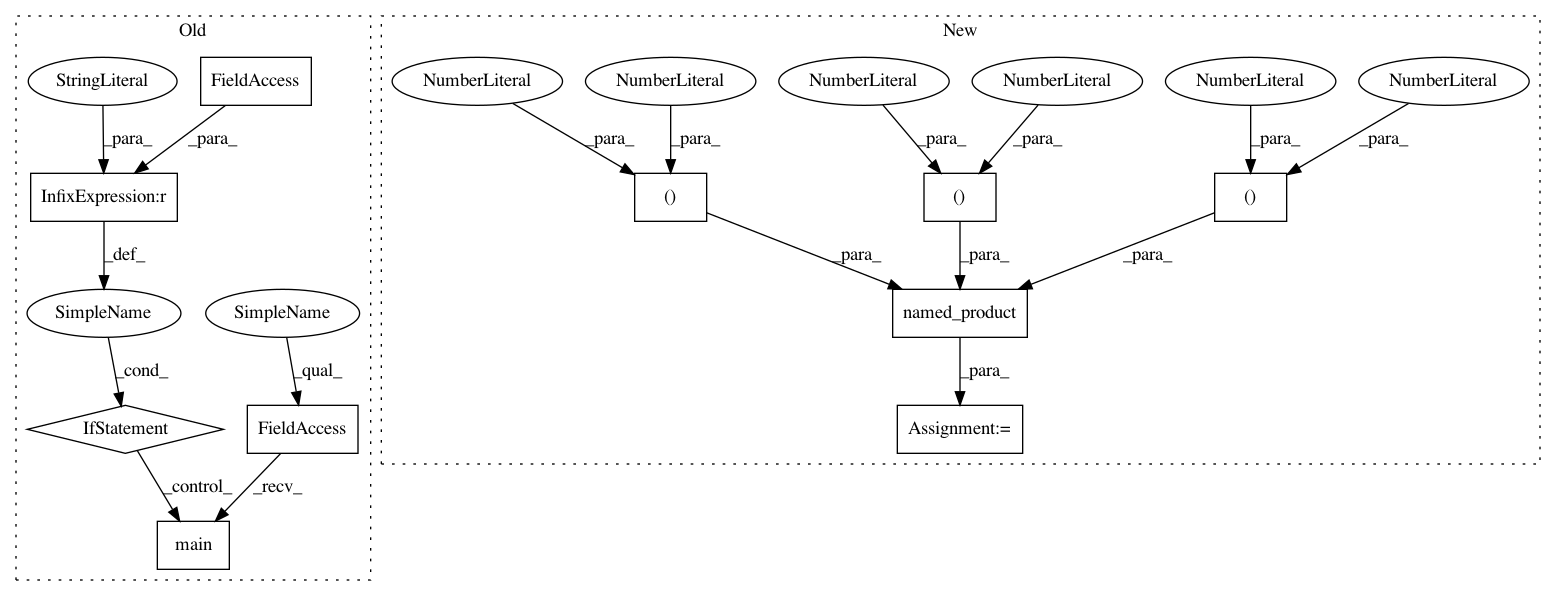 Old
New
StringLiteral
FieldAccess
NumberLiteral
NumberLiteral
NumberLiteral
NumberLiteral
NumberLiteral
NumberLiteral
_para_
_para_
_para_
_para_
_para_
_para_
_para_
_para_
InfixExpression:r
()
()
()
_def_
_para_
_para_
_para_
SimpleName
SimpleName
named_product
_cond_
_qual_
_para_
IfStatement
FieldAccess
Assignment:=
_control_
_recv_
main